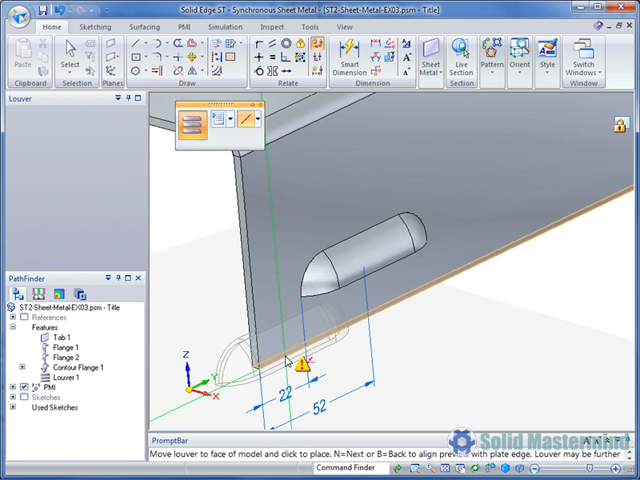 Solid Edge ST - Synchronous Sheet Metal - [ST2-Sheet-Metal-EX03.psm - Title]
Home Sketching Surfacing PMI Simulation Inspect Tools View
Paste
Select
Smart
Dimension
Sheet
Metal
Live
Section
Pattern
Orient
Style
Switch
Windows
Clipboard Selection Planes Draw Relate Dimension Section Window
Louver
22
52
Z
Y
X
PathFinder
ST2-Sheet-Metal-EX03.psm - Title
References
Features
Tab 1
Flange 1
Flange 2
Contour Flange 1
Louver 1
PMI
Sketches
Used Sketches
Solid Mastermind
PromptBar
Move louver to face of model and click to place. N=Next or B=Back to align preview with plate edge. Louver may be further
Command Finder